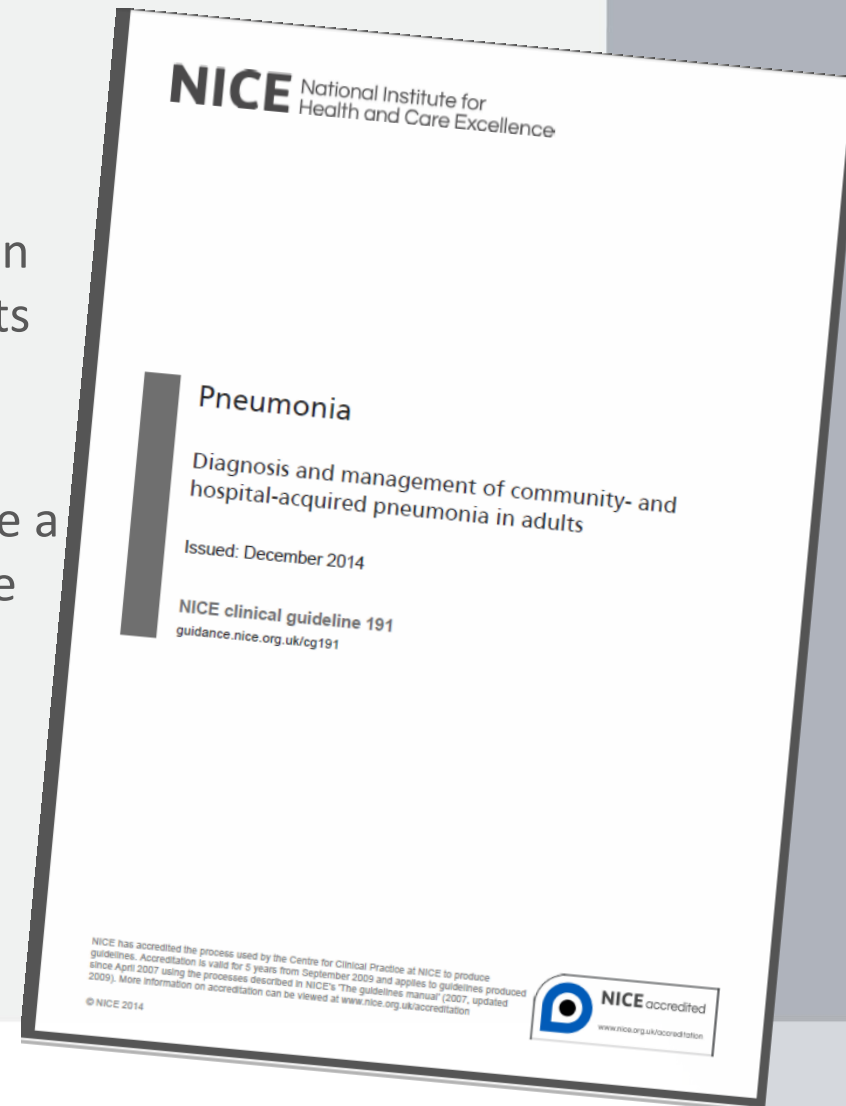 n
ts
e a
e
NICE National Institute for
Health and Care Excellence
Pneumonia
Diagnosis and management of community- and
hospital-acquired pneumonia in adults
Issued: December 2014
NICE clinical guideline 191
guidance.nice.org.uk/cg191
NICE has accredited the process used by the Centre for Clinical Practice at NICE to produce
guidelines. Accreditation is valid for 5 years from September 2009 and applies to guidelines produced
since April 2007 using the processes described in NICE's 'The guidelines manual' (2007, updated
2009). More information on accreditation can be viewed at www.nice.org.uk/accreditation
© NICE 2014
NICE accredited
www.nice.org.uk/accreditation